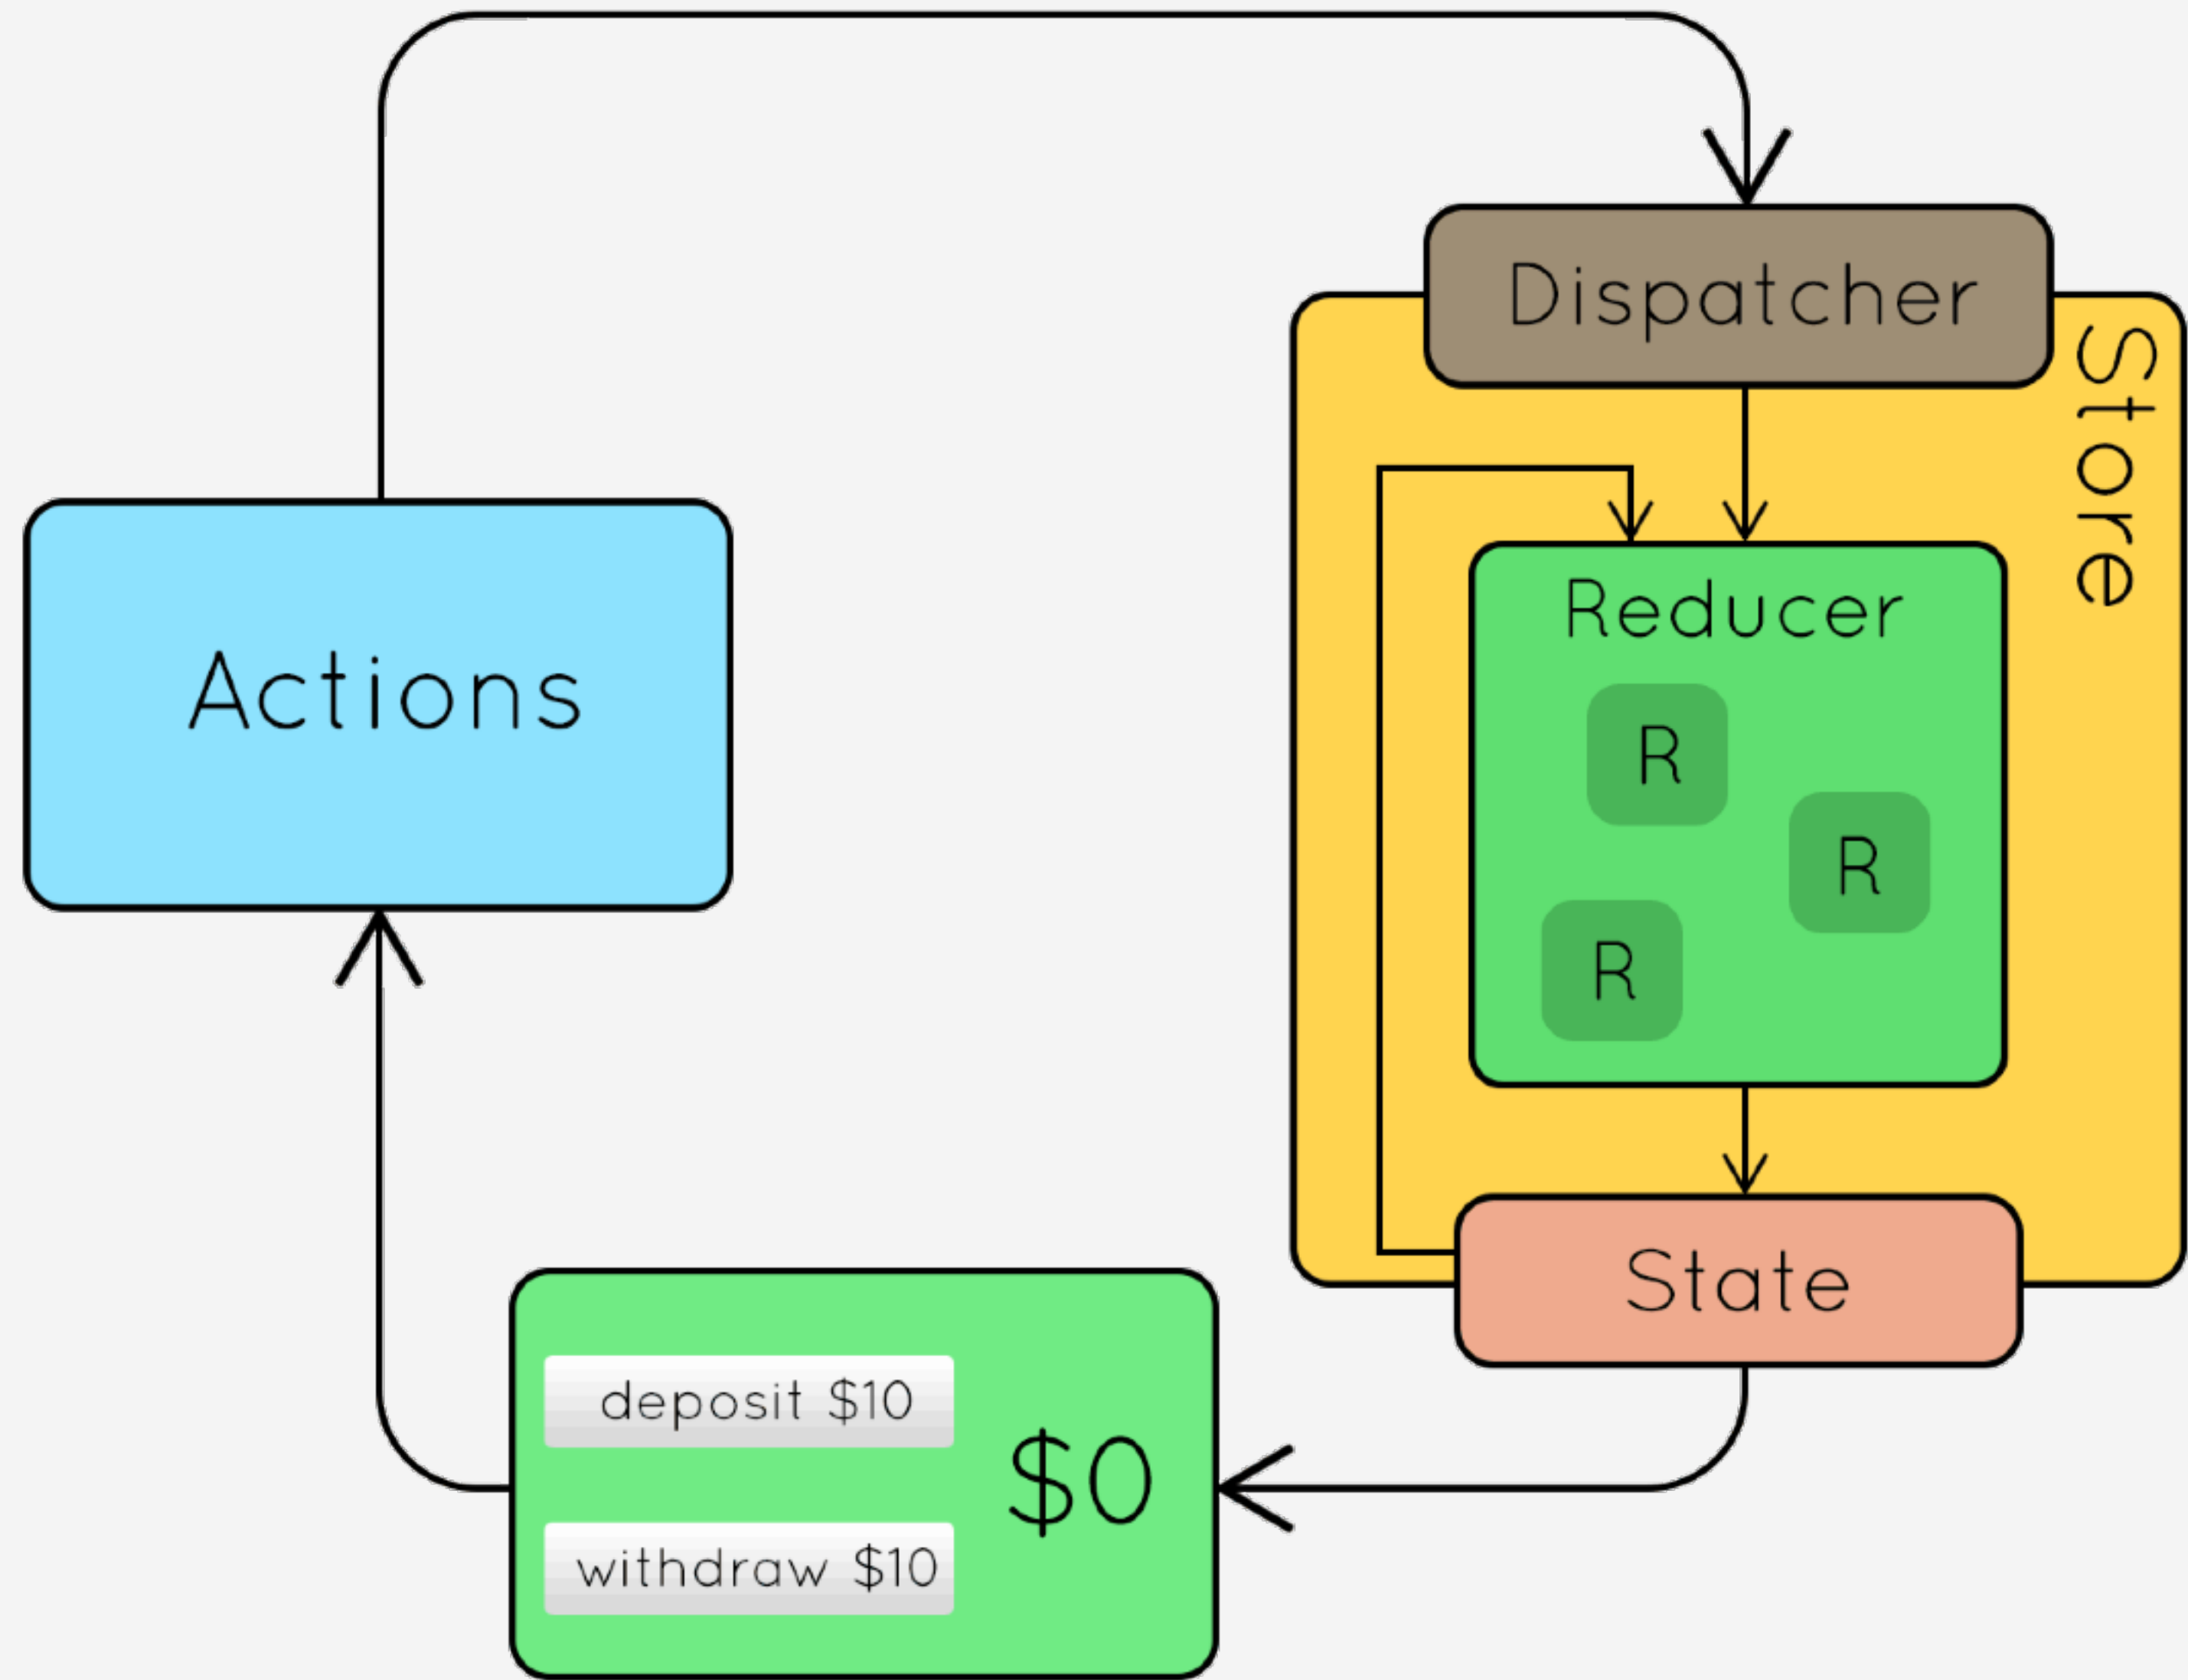 Dispatcher
Store
Reducer
R
R
R
Actions
State
deposit $10
$0
withdraw $10